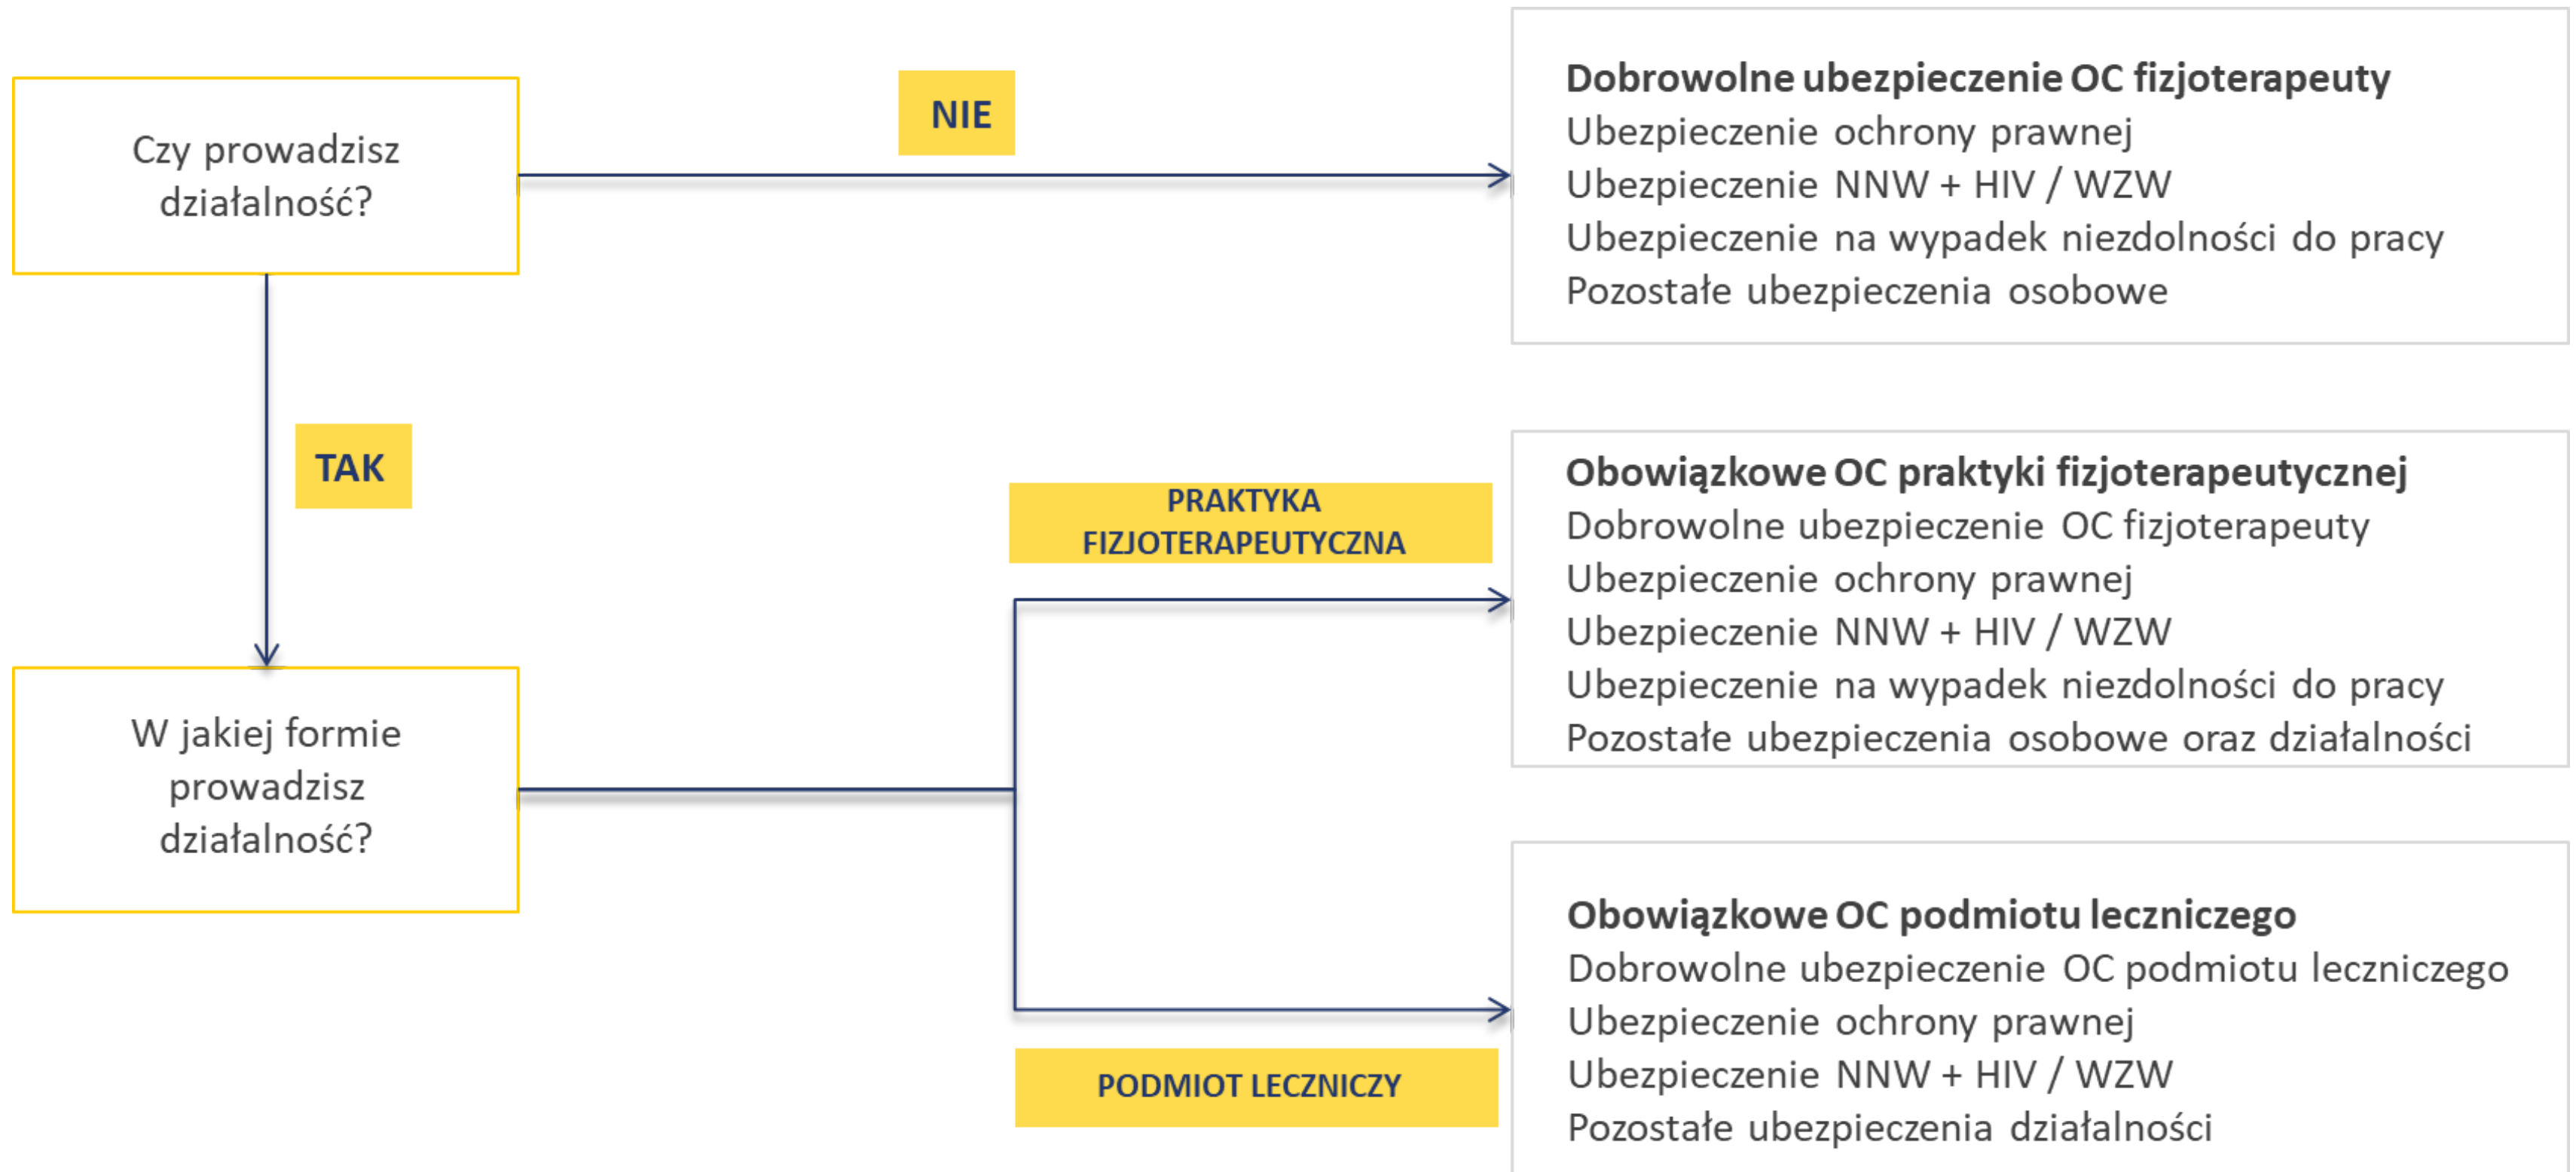 Czy prowadzisz
działalność?
NIE
Dobrowolne ubezpieczenie OC fizjoterapeuty
Ubezpieczenie ochrony prawnej
Ubezpieczenie NNW + HIV / WZW
Ubezpieczenie na wypadek niezdolności do pracy
Pozostałe ubezpieczenia osobowe
TAK
W jakiej formie
prowadzisz
działalność?
PRAKTYKA
FIZJOTERAPEUTYCZNA
Obowiązkowe OC praktyki fizjoterapeutycznej
Dobrowolne ubezpieczenie OC fizjoterapeuty
Ubezpieczenie ochrony prawnej
Ubezpieczenie NNW + HIV / WZW
Ubezpieczenie na wypadek niezdolności do pracy
Pozostałe ubezpieczenia osobowe oraz działalności
PODMIOT LECZNICZY
Obowiązkowe OC podmiotu leczniczego
Dobrowolne ubezpieczenie OC podmiotu leczniczego
Ubezpieczenie ochrony prawnej
Ubezpieczenie NNW + HIV / WZW
Pozostałe ubezpieczenia działalności